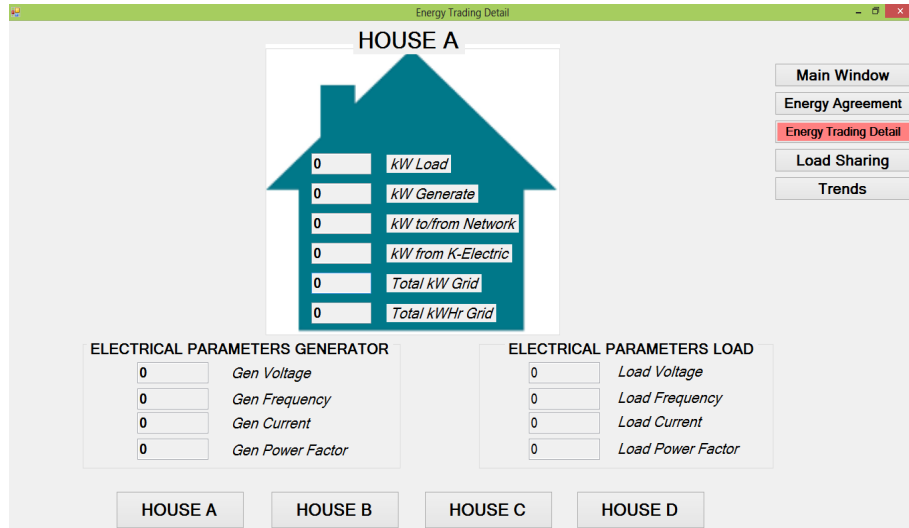 Energy Trading Detail
HOUSE A
Main Window
Energy Agreement
Energy Trading Detail
Load Sharing
Trends
0 kW Load
0 kW Generate
0 kW to/from Network
0 kW from K-Electric
0 Total kW Grid
0 Total kWHr Grid
ELECTRICAL PARAMETERS GENERATOR
0 Gen Voltage
0 Gen Frequency
0 Gen Current
0 Gen Power Factor
ELECTRICAL PARAMETERS LOAD
0 Load Voltage
0 Load Frequency
0 Load Current
0 Load Power Factor
HOUSE A HOUSE B HOUSE C HOUSE D